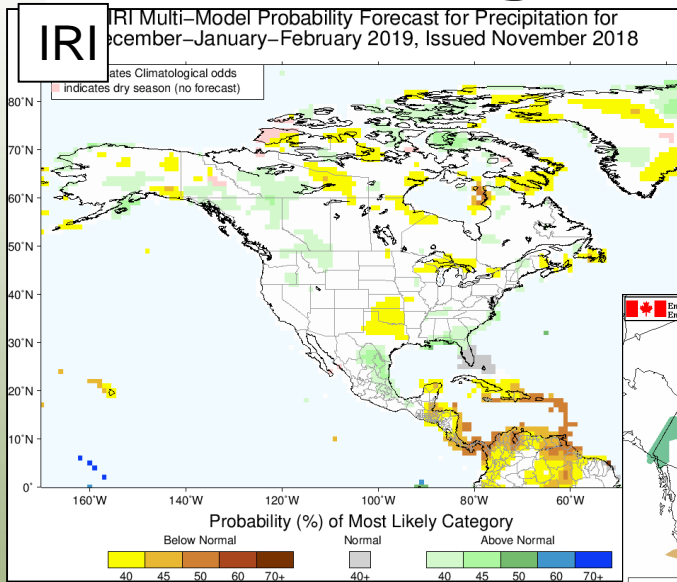 IRI
IRI Multi−Model Probability Forecast for Precipitation for
ecember−January−February 2019, Issued November 2018
ates Climatological odds
indicates dry season (no forecast)
80˚N
70˚N
60˚N
50˚N
40˚N
30˚N
20˚N
10˚N
0˚
160˚W 140˚W 120˚W 100˚W 80˚W 60˚W
Probability (%) of Most Likely Category
Below Normal Normal Above Normal
40 45 50 60 70+ 40+ 40 45 50 60 70+